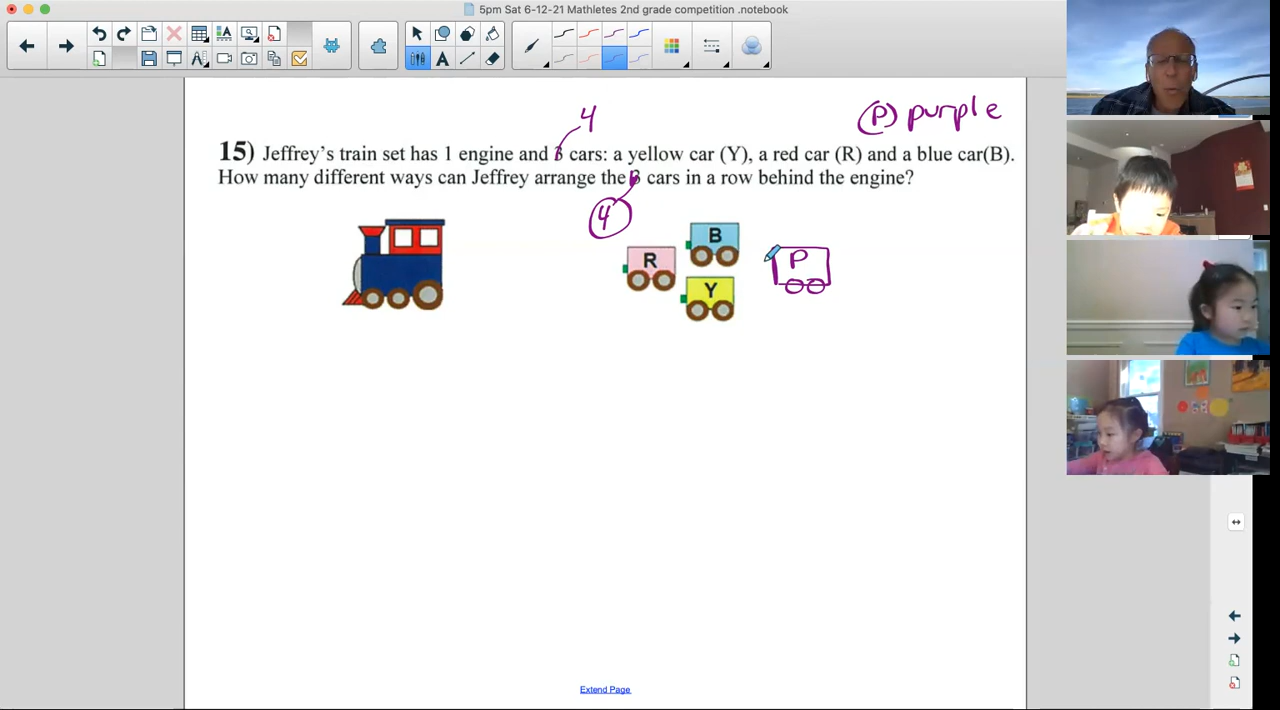 5pm Sat 6-12-21 Mathletes 2nd grade competition .notebook
4
(P) purple
15) Jeffrey's train set has 1 engine and 3 cars: a yellow car (Y), a red car (R) and a blue car(B).
How many different ways can Jeffrey arrange the 3 cars in a row behind the engine?
4
B
R
P
Y
Extend Page